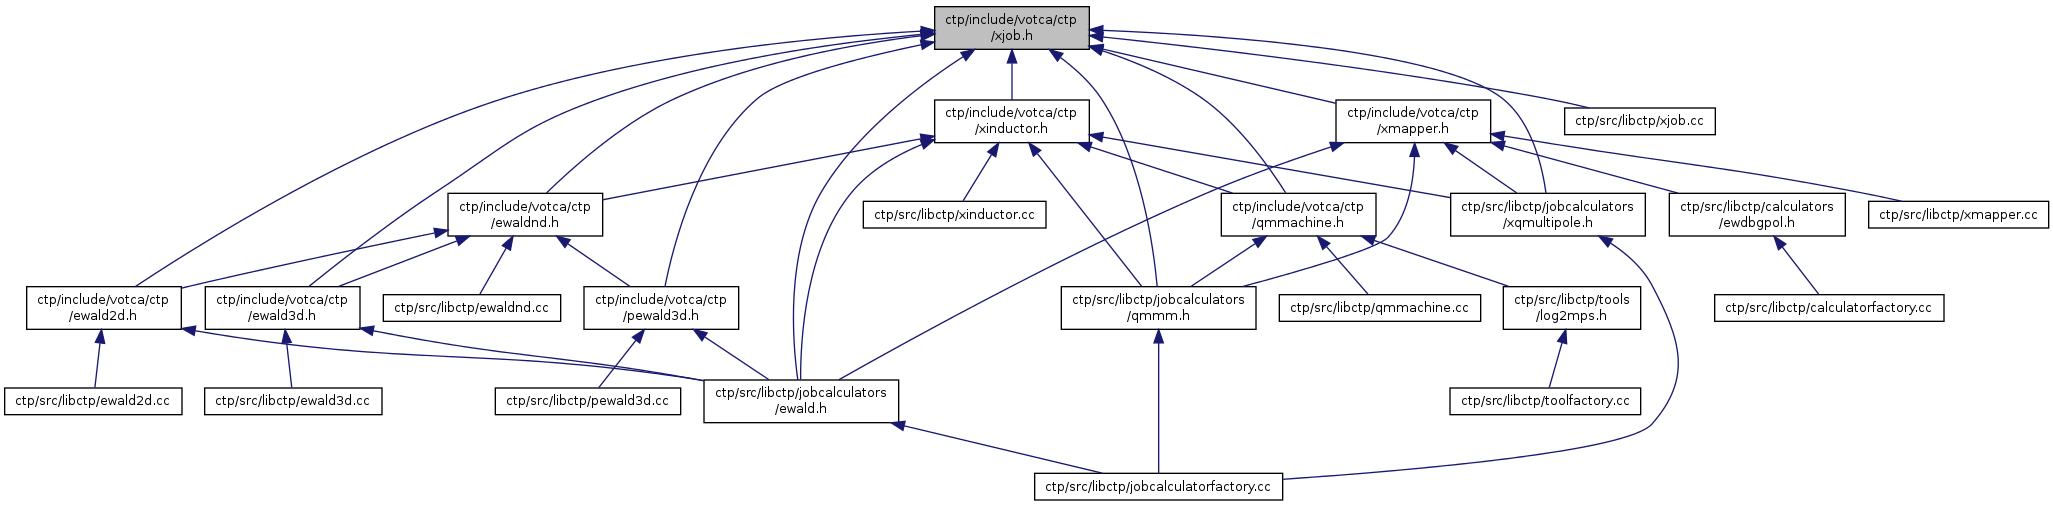 ctp/include/votca/ctp
/xjob.h
ctp/include/votca/ctp
/xinductor.h
ctp/include/votca/ctp
/xmapper.h
ctp/src/libctp/xjob.cc
ctp/include/votca/ctp
/ewaldnd.h
ctp/src/libctp/xinductor.cc
ctp/include/votca/ctp
/qmmachine.h
ctp/src/libctp/jobcalculators
/xqmultipole.h
ctp/src/libctp/calculators
/ewdbgpol.h
ctp/src/libctp/xmapper.cc
ctp/include/votca/ctp
/ewald2d.h
ctp/include/votca/ctp
/ewald3d.h
ctp/src/libctp/ewaldnd.cc
ctp/include/votca/ctp
/pewald3d.h
ctp/src/libctp/jobcalculators
/qmmm.h
ctp/src/libctp/qmmachine.cc
ctp/src/libctp/tools
/log2mps.h
ctp/src/libctp/calculatorfactory.cc
ctp/src/libctp/ewald2d.cc
ctp/src/libctp/ewald3d.cc
ctp/src/libctp/pewald3d.cc
ctp/src/libctp/jobcalculators
/ewald.h
ctp/src/libctp/toolfactory.cc
ctp/src/libctp/jobcalculatorfactory.cc